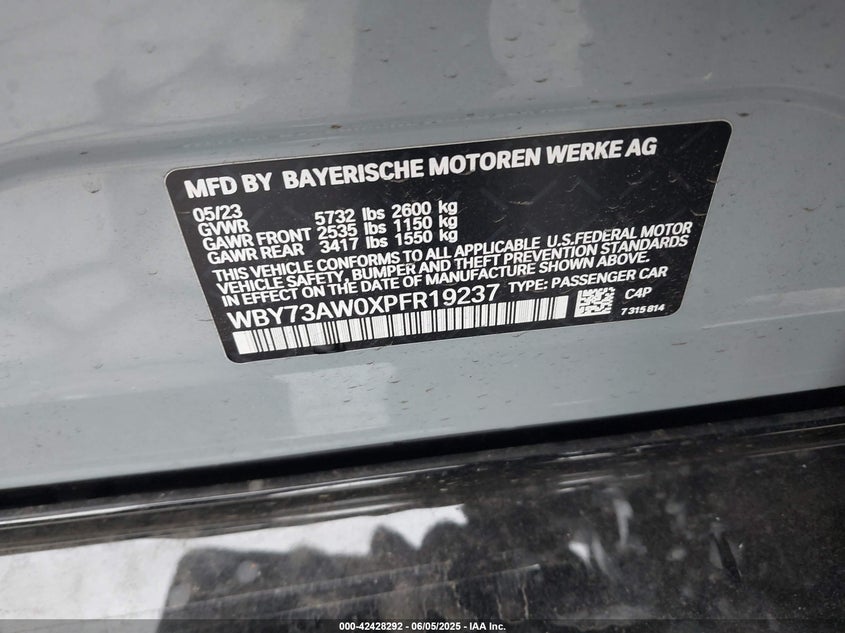 MFD BY BAYERISCHE MOTOREN WERKE AG
05/23
GVWR 5732 lbs 2600 kg
GAWR FRONT 2535 lbs 1150 kg
GAWR REAR 3417 lbs 1550 kg
THIS VEHICLE CONFORMS TO ALL APPLICABLE U.S.FEDERAL MOTOR
VEHICLE SAFETY, BUMPER AND THEFT PREVENTION STANDARDS
IN EFFECT ON THE DATE OF MANUFACTURE SHOWN ABOVE.
WBY73AW0XPFR19237 TYPE: PASSENGER CAR
C4P
7 315 814
000-42428292 - 06/05/2025 - IAA Inc.